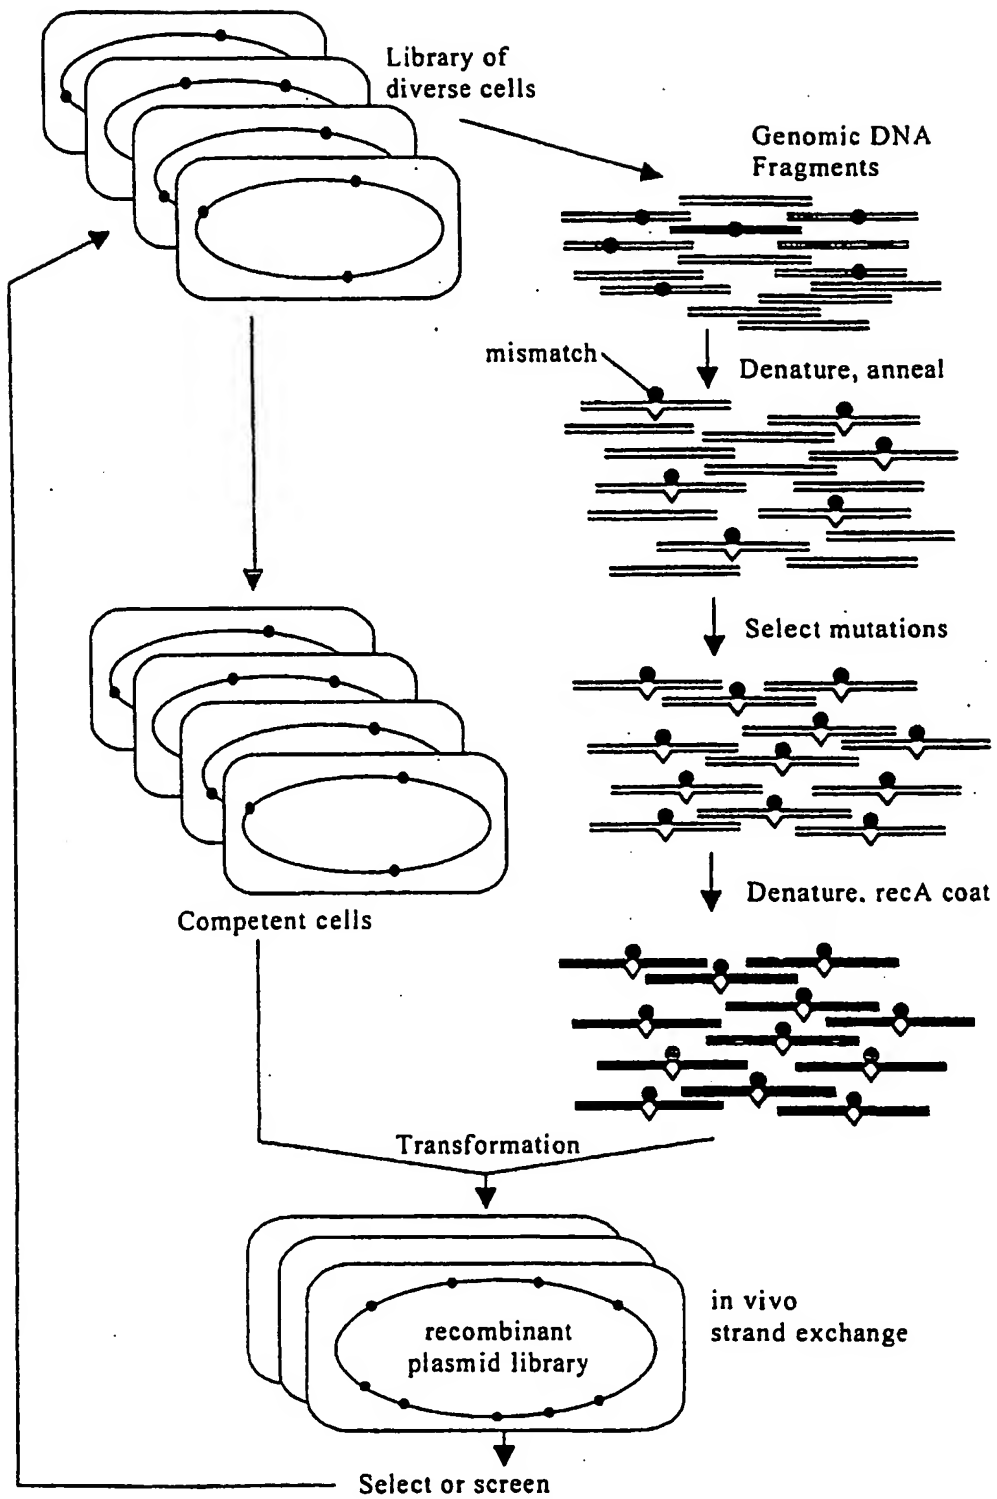 Library of
diverse cells
Genomic DNA
Fragments
mismatch
Denature, anneal
Select mutations
Denature, recA coat
Competent cells
Transformation
recombinant
plasmid library
in vivo
strand exchange
Select or screen